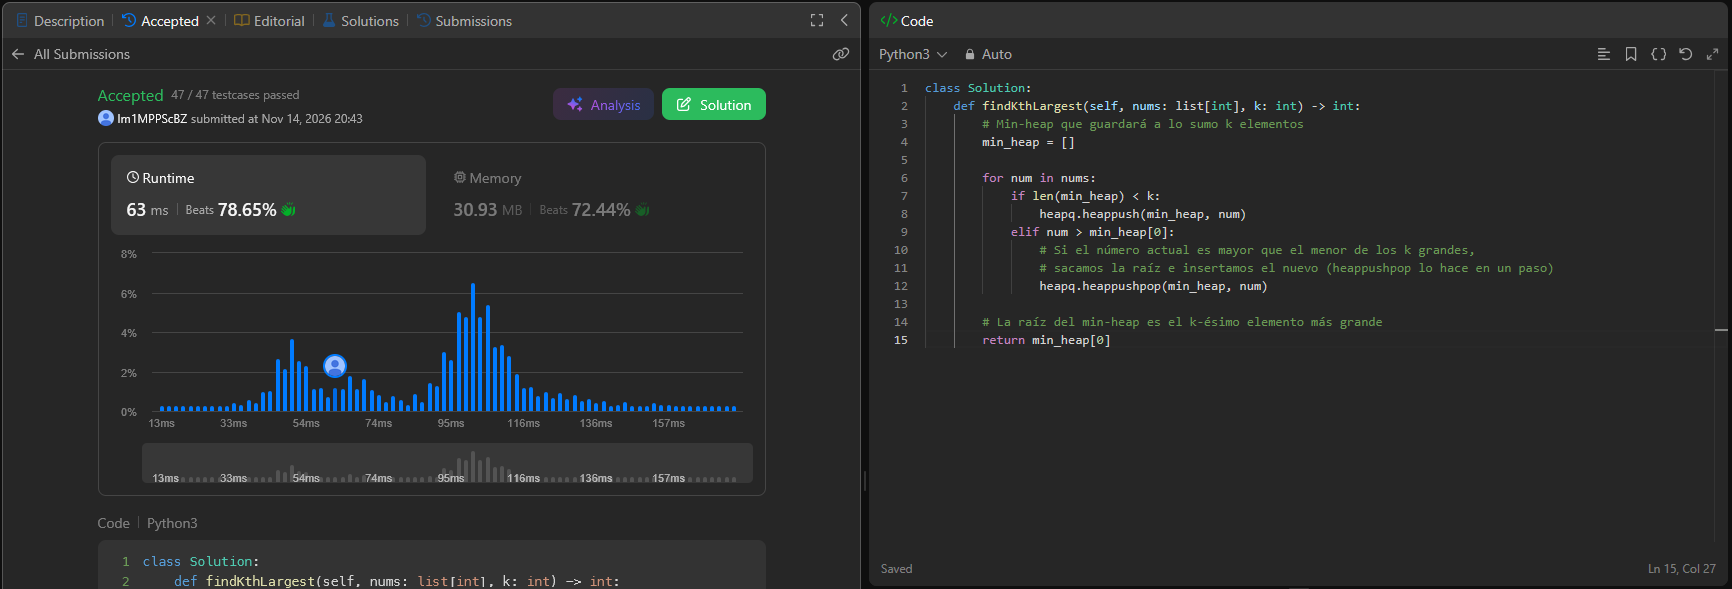 Description
Accepted
Editorial
Solutions
Submissions
All Submissions
Accepted 47 / 47 testcases passed
Im1MPPScBZ submitted at Nov 14, 2026 20:43
Analysis
Solution
Runtime
63 ms Beats 78.65%
Memory
30.93 MB Beats 72.44%
8%
6%
4%
2%
0%
13ms 33ms 54ms 74ms 95ms 116ms 136ms 157ms
13ms 33ms 54ms 74ms 95ms 116ms 136ms 157ms
Code Python3
1 class Solution:
2 def findKthLargest(self, nums: list[int], k: int) -> int:
</> Code
Python3 Auto
1 class Solution:
2 def findKthLargest(self, nums: list[int], k: int) -> int:
3 # Min-heap que guardará a lo sumo k elementos
4 min_heap = []
5
6 for num in nums:
7 if len(min_heap) < k:
8 heapq.heappush(min_heap, num)
9 elif num > min_heap[0]:
10 # Si el número actual es mayor que el menor de los k grandes,
11 # sacamos la raíz e insertamos el nuevo (heappushpop lo hace en un paso)
12 heapq.heappushpop(min_heap, num)
13
14 # La raíz del min-heap es el k-ésimo elemento más grande
15 return min_heap[0]
Saved
Ln 15, Col 27